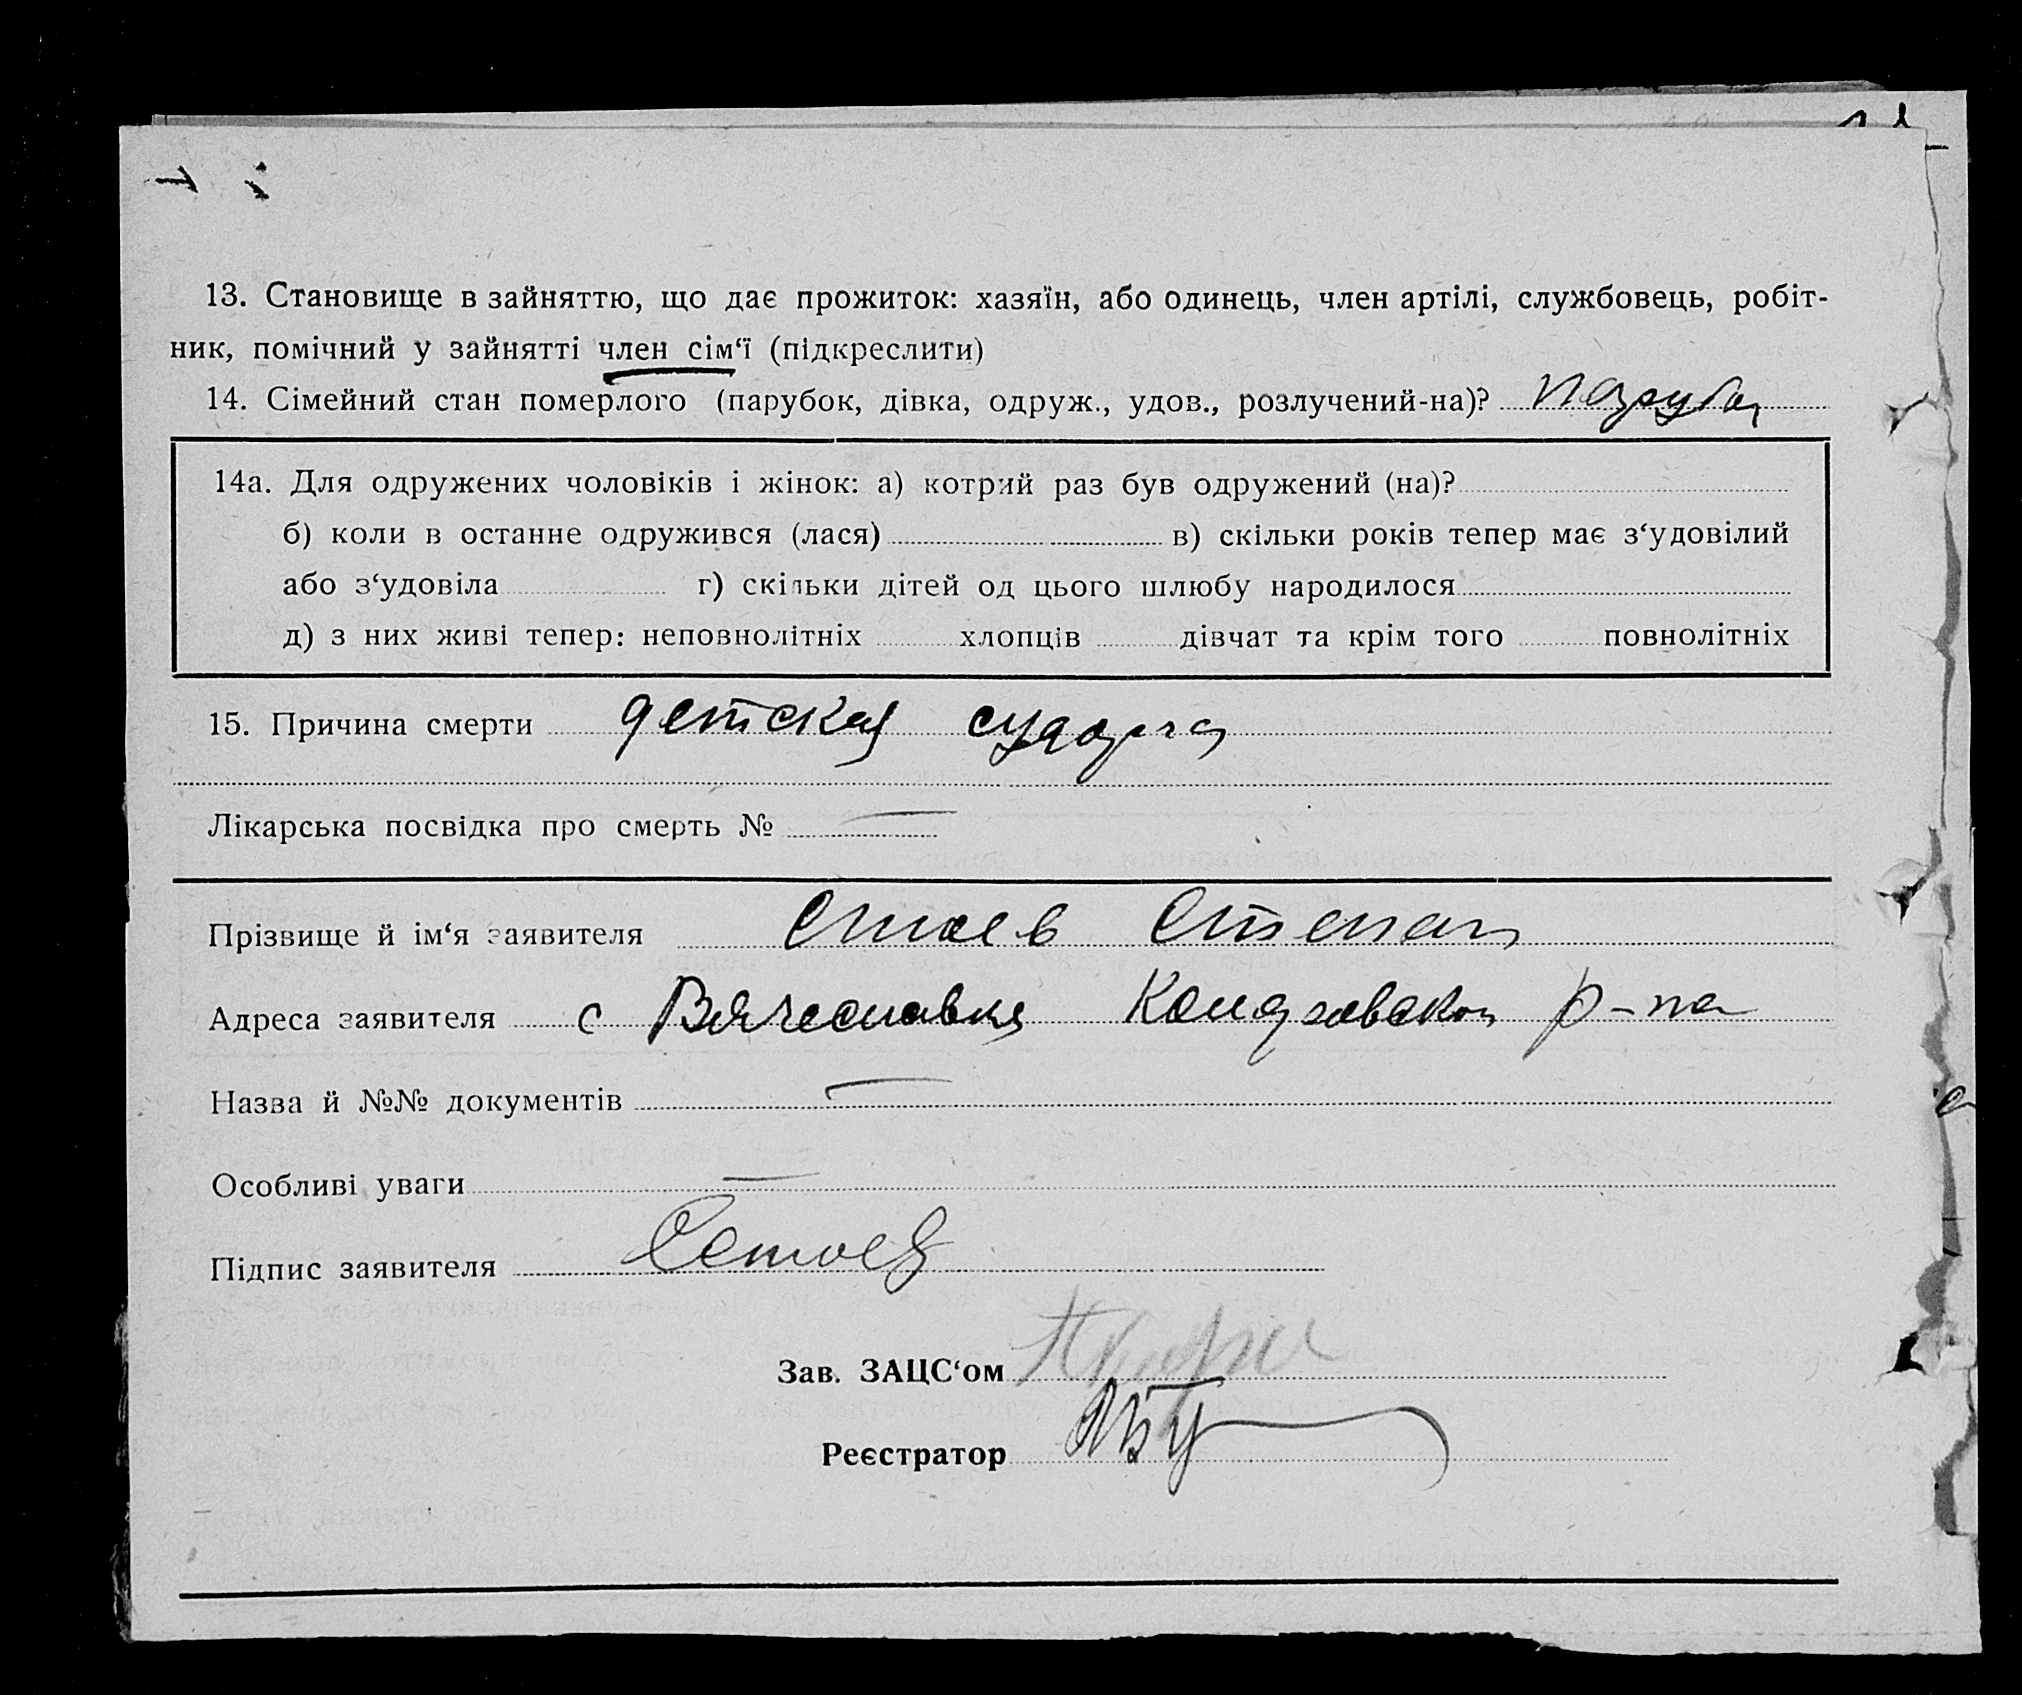 13. Становище в зайняттю, що дає прожиток: хазяїн, або одинець, член артілі, службовець, робіт-
ник, помічний у зайнятті член сім‘ї (підкреслити)
14. Сімейний стан померлого (парубок, дівка, одруж., удов., розлучений-на)?
14а. Для одружених чоловіків і жінок: а) котрий раз був одружений (на)?
б) коли в останнє одружився (лася) в) скільки років тепер має з‘удовілий
або з‘удовіла г) скільки дітей од цього шлюбу народилося
д) з них живі тепер: неповнолітніх хлопців дівчат та крім того повнолітніх
15. Причина смерти детская
Лікарська посвідка про смерть №
Прізвище й ім‘я заявителя Стоев Степан
Адреса заявителя с Вячеславка р-на
Назва й №№ документів
Особливі уваги
Підпис заявителя Стоев
Зав. ЗАЦС‘ом
Реєстратор